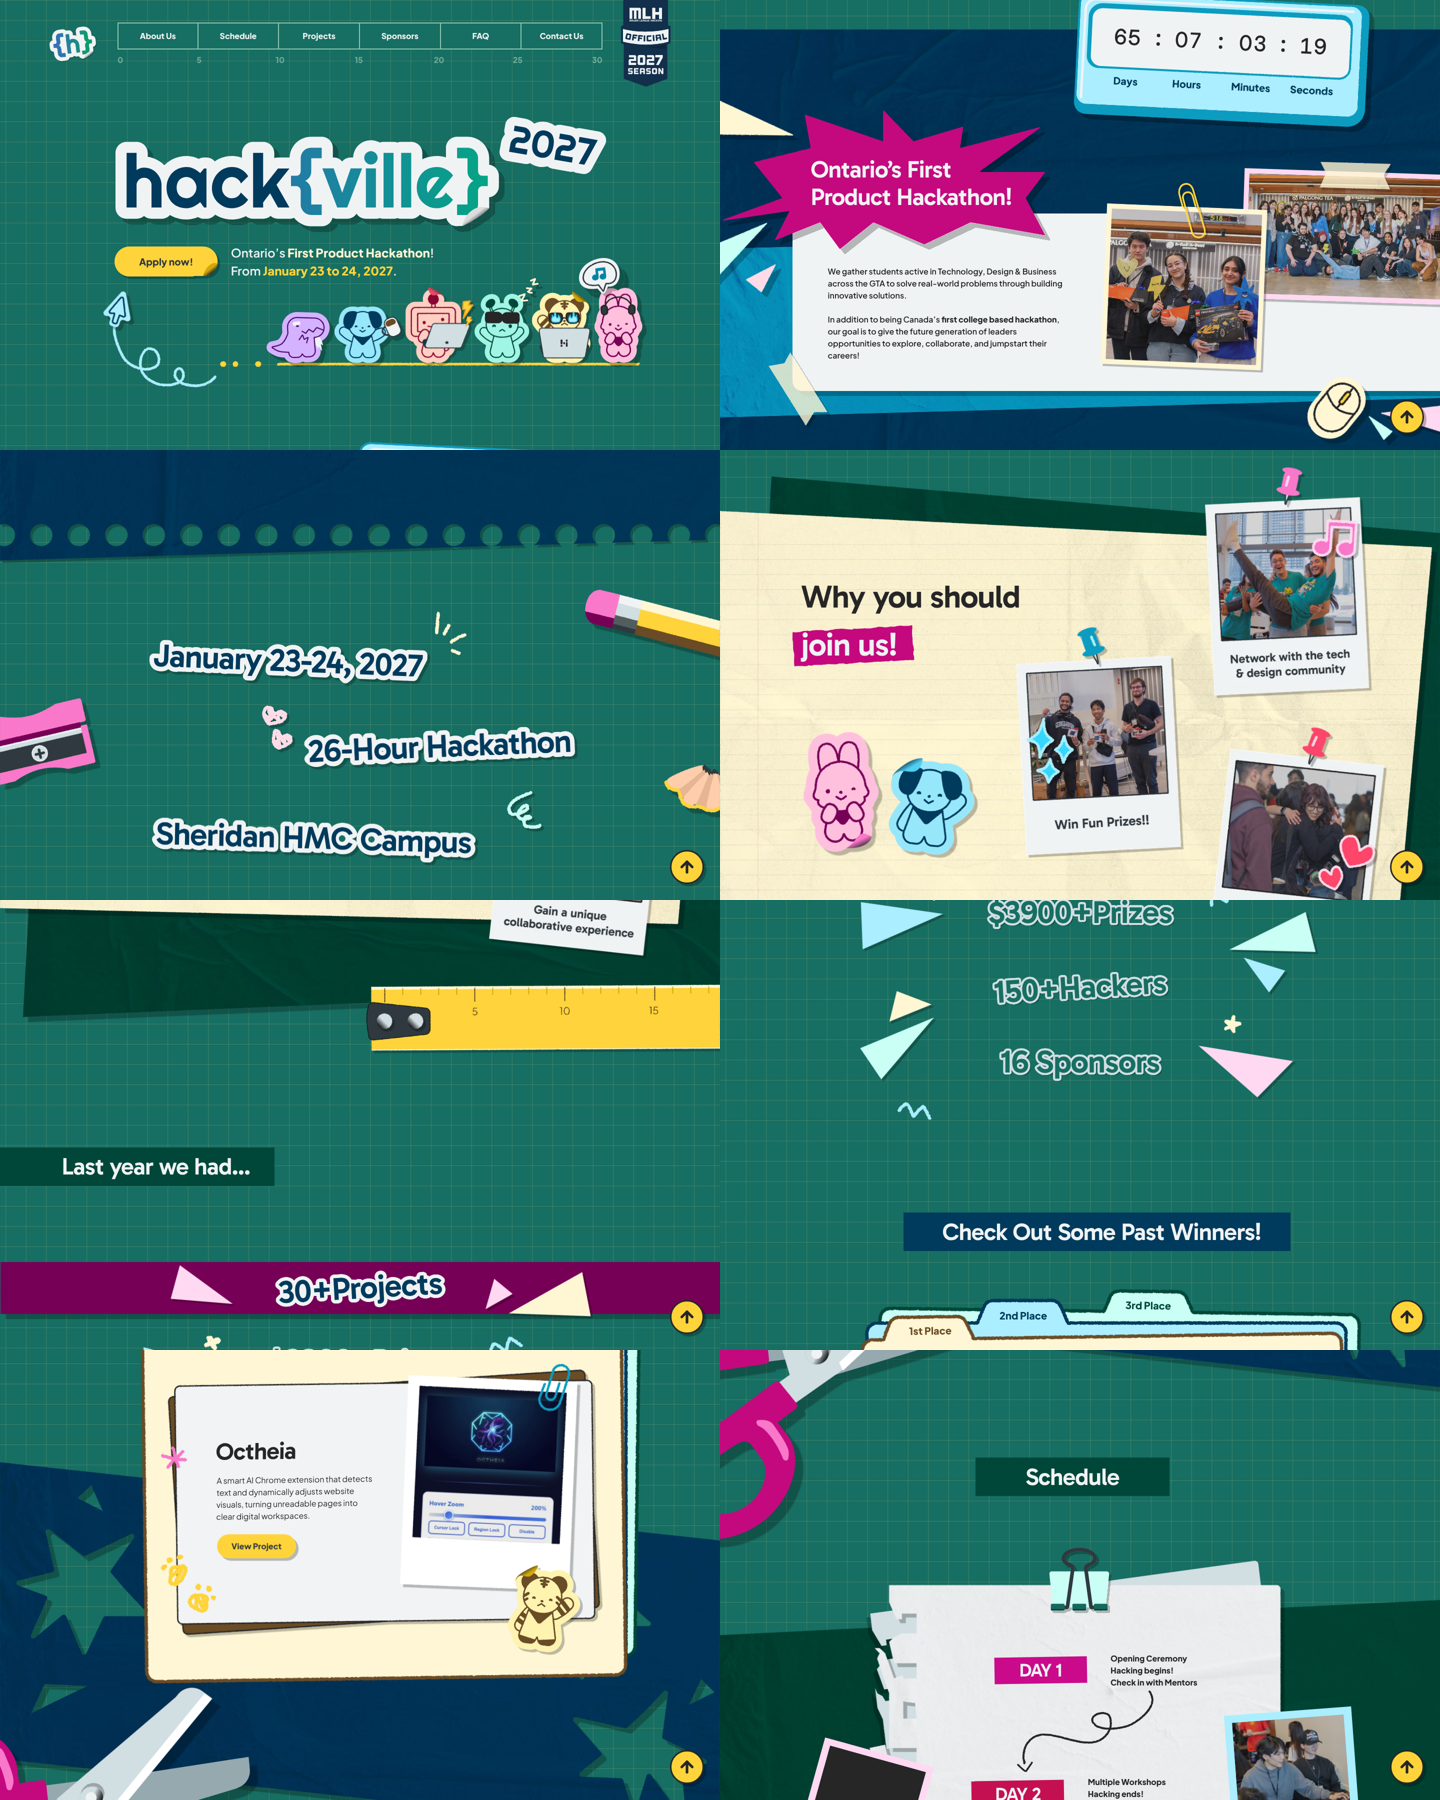 {h}
About Us
Schedule
Projects
Sponsors
FAQ
Contact Us
0
5
10
15
20
25
30
MLH
OFFICIAL
2027
SEASON
hack{ville}
2027
Apply now!
Ontario's First Product Hackathon!
From January 23 to 24, 2027.
65 : 07 : 03 : 19
Days
Hours
Minutes
Seconds
Ontario's First
Product Hackathon!
We gather students active in Technology, Design & Business
across the GTA to solve real-world problems through building
innovative solutions.
In addition to being Canada's first college based hackathon,
our goal is to give the future generation of leaders
opportunities to explore, collaborate, and jumpstart their
careers!
PALGONG TEA
January 23-24, 2027
26-Hour Hackathon
Sheridan HMC Campus
Why you should
join us!
Network with the tech
& design community
Win Fun Prizes!!
Gain a unique
collaborative experience
5
10
15
Last year we had...
30+Projects
$3900+Prizes
150+Hackers
16 Sponsors
Check Out Some Past Winners!
1st Place
2nd Place
3rd Place
Octheia
A smart AI Chrome extension that detects
text and dynamically adjusts website
visuals, turning unreadable pages into
clear digital workspaces.
View Project
OCTHEIA
Hover Zoom
200%
Cursor Lock
Region Lock
Disable
Schedule
DAY 1
Opening Ceremony
Hacking begins!
Check in with Mentors
DAY 2
Multiple Workshops
Hacking ends!